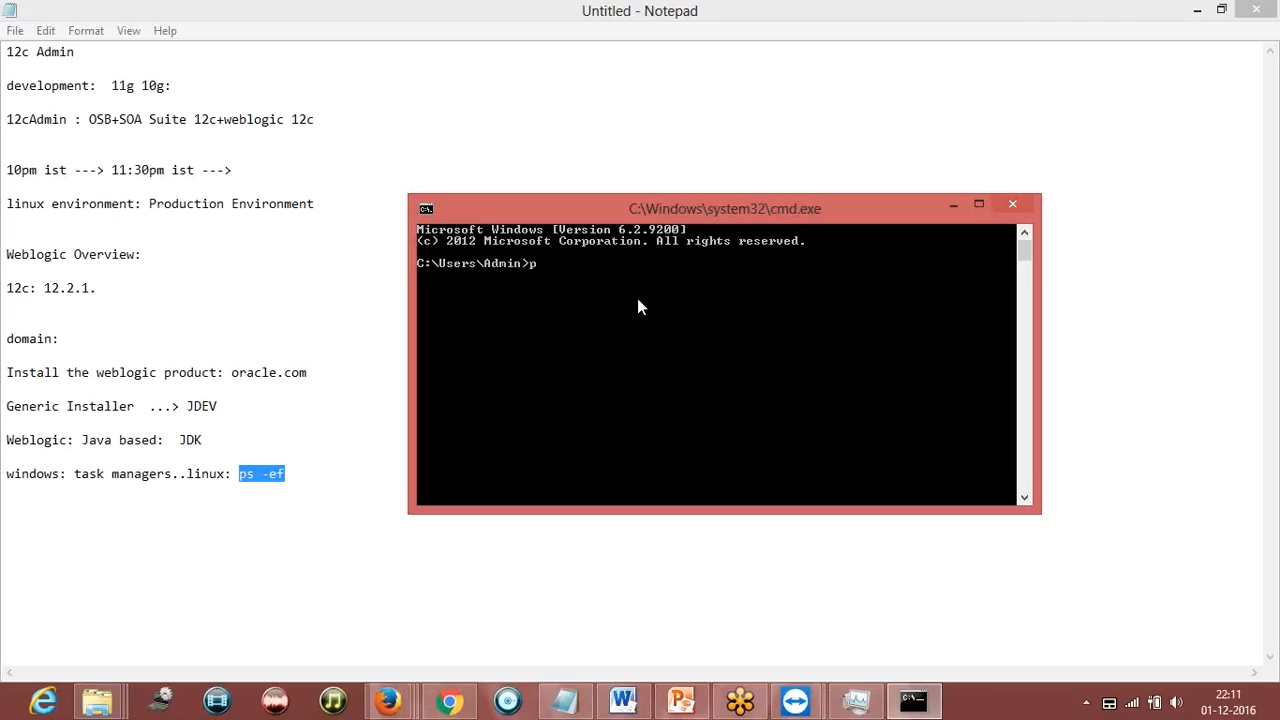 Untitled - Notepad
File Edit Format View Help
12c Admin
development:  11g 10g:
12cAdmin : OSB+SOA Suite 12c+weblogic 12c
10pm ist ---> 11:30pm ist --->
linux environment: Production Environment
Weblogic Overview:
12c: 12.2.1.
domain:
Install the weblogic product: oracle.com
Generic Installer  ...> JDEV
Weblogic: Java based:  JDK
windows: task managers..linux: ps -ef
C:\Windows\system32\cmd.exe
Microsoft Windows [Version 6.2.9200]
(c) 2012 Microsoft Corporation. All rights reserved.
C:\Users\Admin>p
22:11
01-12-2016